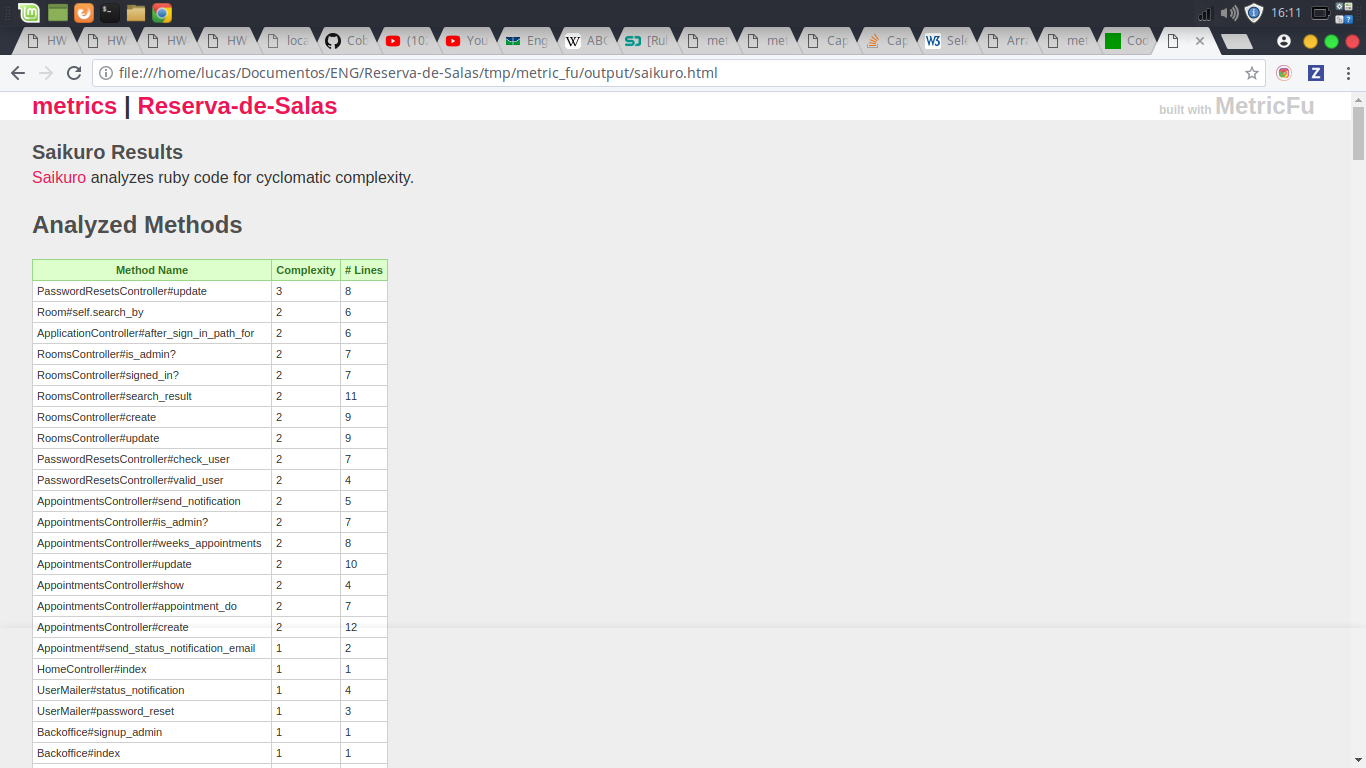 16:11
HW
HW
HW
HW
loca
Cob
(10:
You
Eng
W ABC
[Ru
met
met
Cap
Cap
W3 Sele
Arra
met
Coc
file:///home/lucas/Documentos/ENG/Reserva-de-Salas/tmp/metric_fu/output/saikuro.html
Z
metrics | Reserva-de-Salas
built with MetricFu
Saikuro Results
Saikuro analyzes ruby code for cyclomatic complexity.
Analyzed Methods
Method Name Complexity # Lines
PasswordResetsController#update 3 8
Room#self.search_by 2 6
ApplicationController#after_sign_in_path_for 2 6
RoomsController#is_admin? 2 7
RoomsController#signed_in? 2 7
RoomsController#search_result 2 11
RoomsController#create 2 9
RoomsController#update 2 9
PasswordResetsController#check_user 2 7
PasswordResetsController#valid_user 2 4
AppointmentsController#send_notification 2 5
AppointmentsController#is_admin? 2 7
AppointmentsController#weeks_appointments 2 8
AppointmentsController#update 2 10
AppointmentsController#show 2 4
AppointmentsController#appointment_do 2 7
AppointmentsController#create 2 12
Appointment#send_status_notification_email 1 2
HomeController#index 1 1
UserMailer#status_notification 1 4
UserMailer#password_reset 1 3
Backoffice#signup_admin 1 1
Backoffice#index 1 1